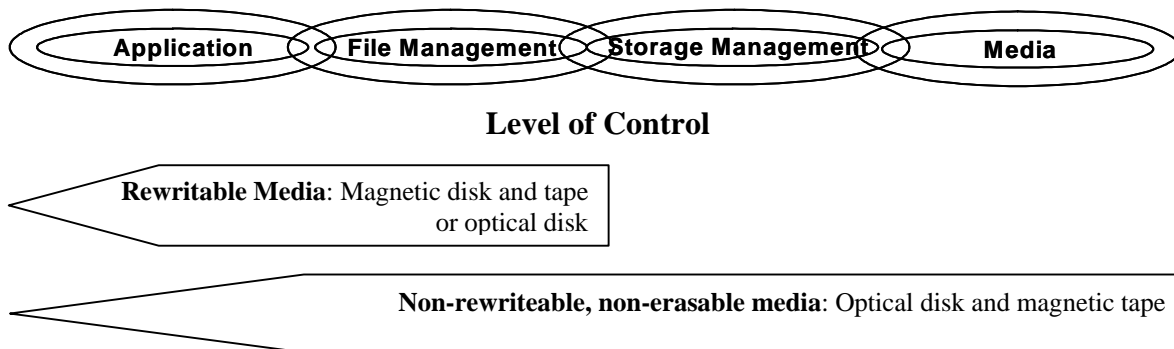 Application File Management Storage Management Media
Level of Control
Rewritable Media: Magnetic disk and tape
or optical disk
Non-rewriteable, non-erasable media: Optical disk and magnetic tape